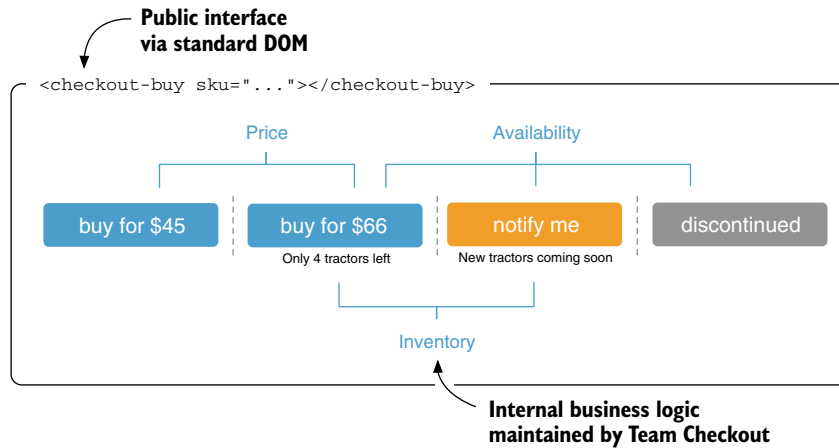 Public interface
via standard DOM
<checkout-buy sku="..."></checkout-buy>
Price
Availability
buy for $45
buy for $66
notify me
discontinued
Only 4 tractors left
New tractors coming soon
Inventory
Internal business logic
maintained by Team Checkout